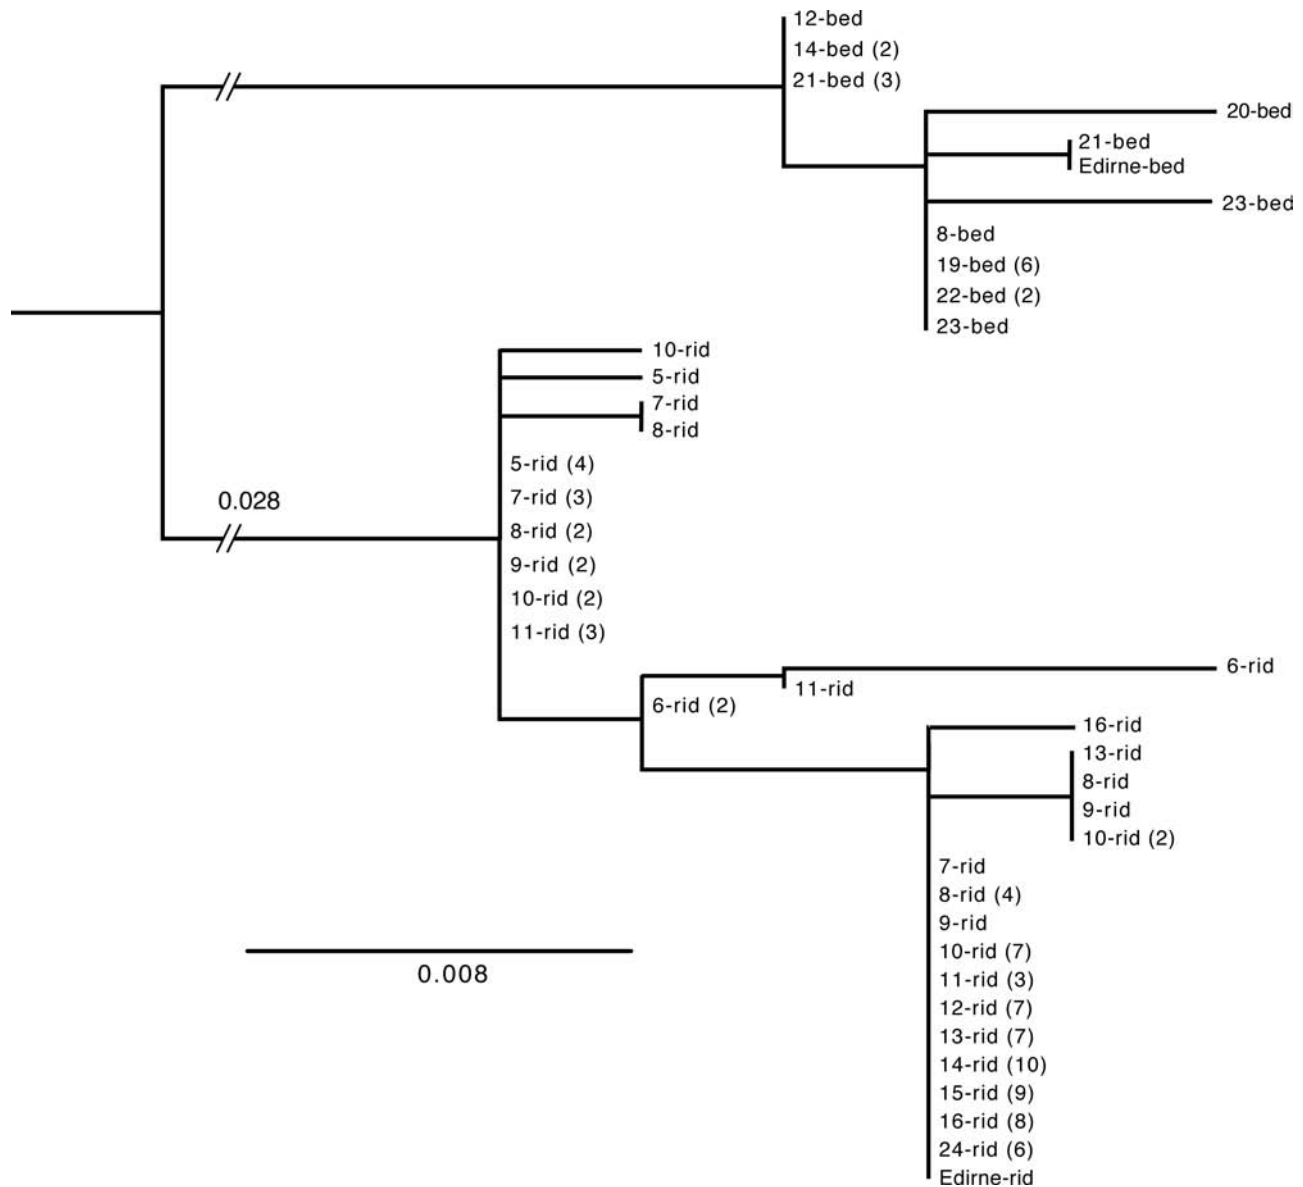 12-bed
14-bed (2)
21-bed (3)
20-bed
21-bed
Edirne-bed
23-bed
8-bed
19-bed (6)
22-bed (2)
23-bed
10-rid
5-rid
7-rid
8-rid
5-rid (4)
7-rid (3)
0.028
8-rid (2)
9-rid (2)
10-rid (2)
11-rid (3)
6-rid
11-rid
6-rid (2)
16-rid
13-rid
8-rid
9-rid
10-rid (2)
7-rid
8-rid (4)
9-rid
10-rid (7)
11-rid (3)
12-rid (7)
13-rid (7)
14-rid (10)
15-rid (9)
16-rid (8)
24-rid (6)
Edirne-rid
0.008